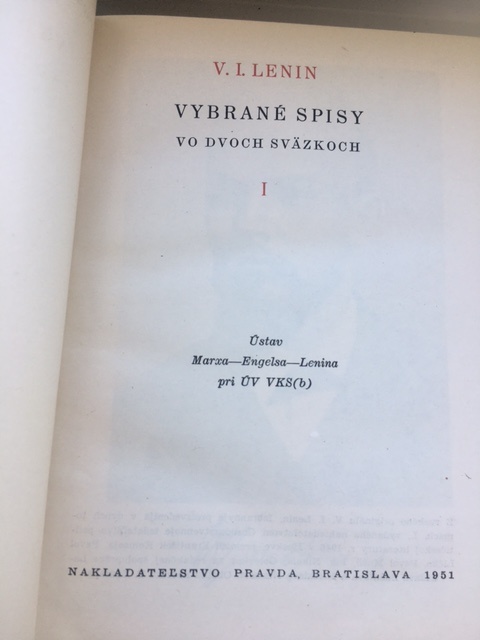 V. I. LENIN
VYBRANÉ SPISY
VO DVOCH SVÄZKOCH
I
Ústav
Marxa—Engelsa—Lenina
pri ÚV VKS(b)
NAKLADATEĽSTVO PRAVDA, BRATISLAVA 1951